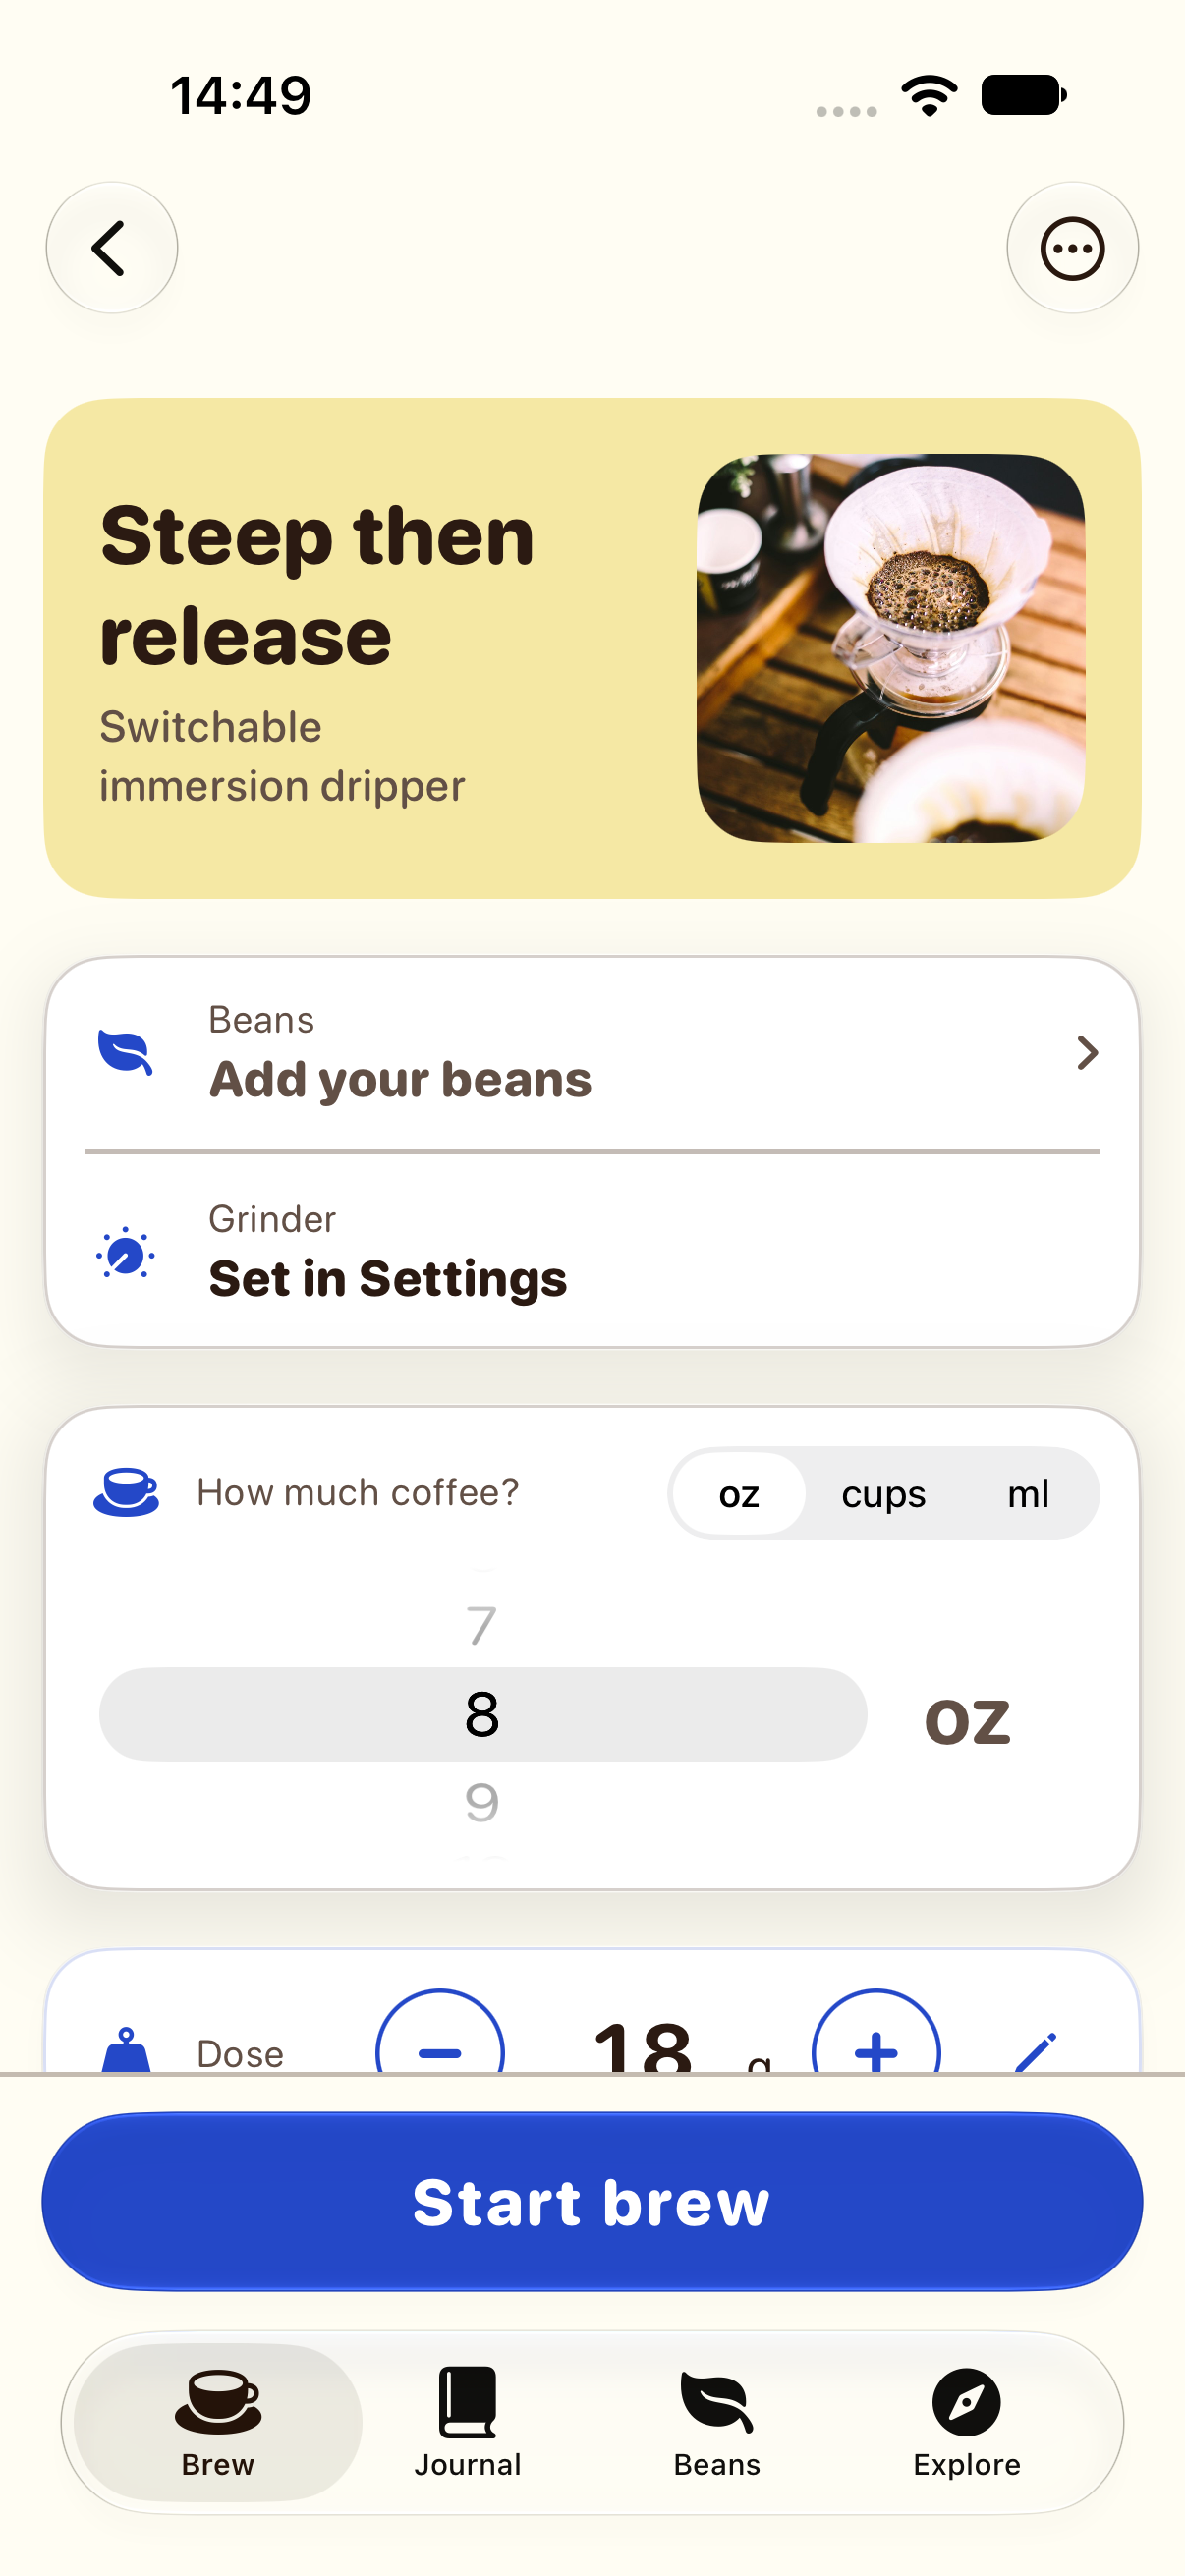 14:49
Steep then
release
Switchable
immersion dripper
Beans
Add your beans
Grinder
Set in Settings
How much coffee?
oz cups ml
7
8 oz
9
Dose 18 g
Start brew
Brew Journal Beans Explore